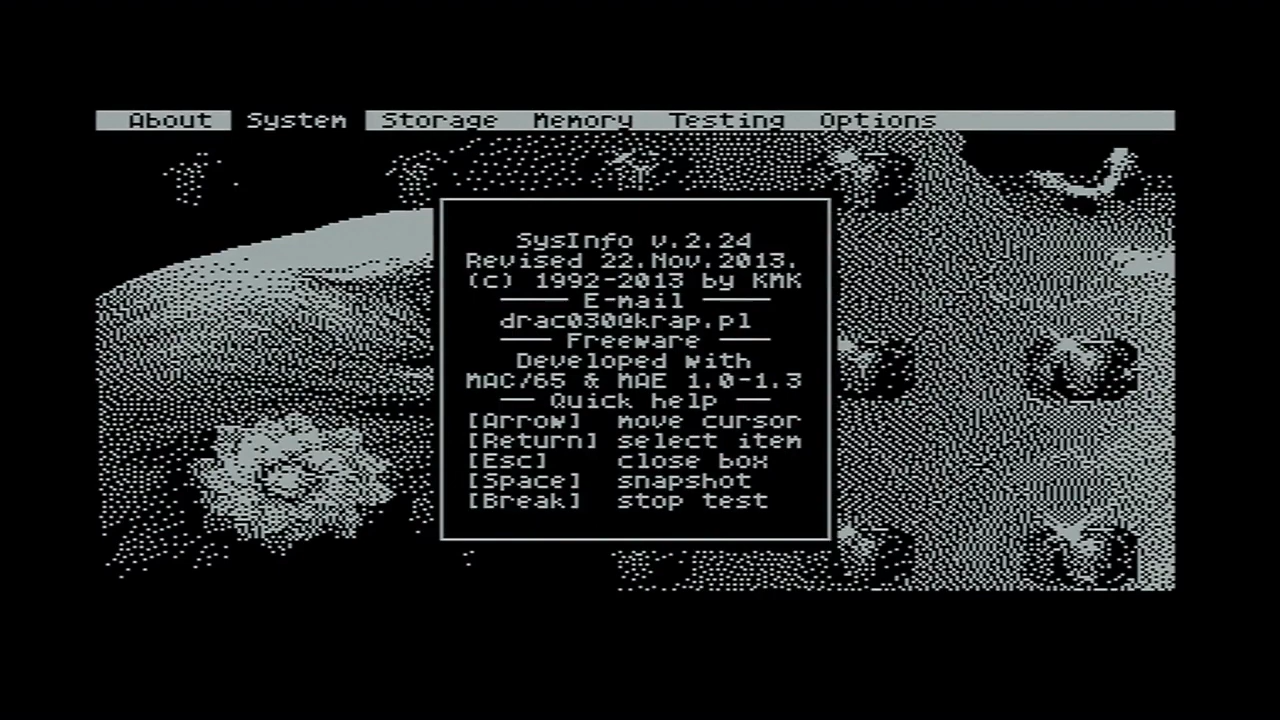 About System Storage Memory Testing Options
SysInfo v.2.24
Revised 22.Nov.2013.
(c) 1992-2013 by KMK
E-mail
drac030@krap.pl
Freeware
Developed with
MAC/65 & MAE 1.0-1.3
Quick help
[Arrow] move cursor
[Return] select item
[Esc] close box
[Space] snapshot
[Break] stop test